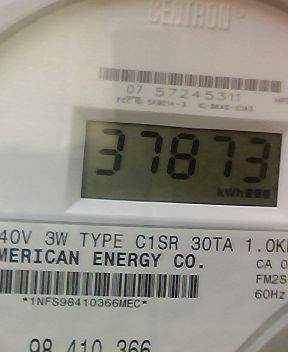 CENTRON
07 57245311
37873
kWh
40V 3W TYPE C1SR 30TA 1.0K
MERICAN ENERGY CO.
CA 0
FM2S
60Hz
*1NFS98410366MEC*
98 410 366